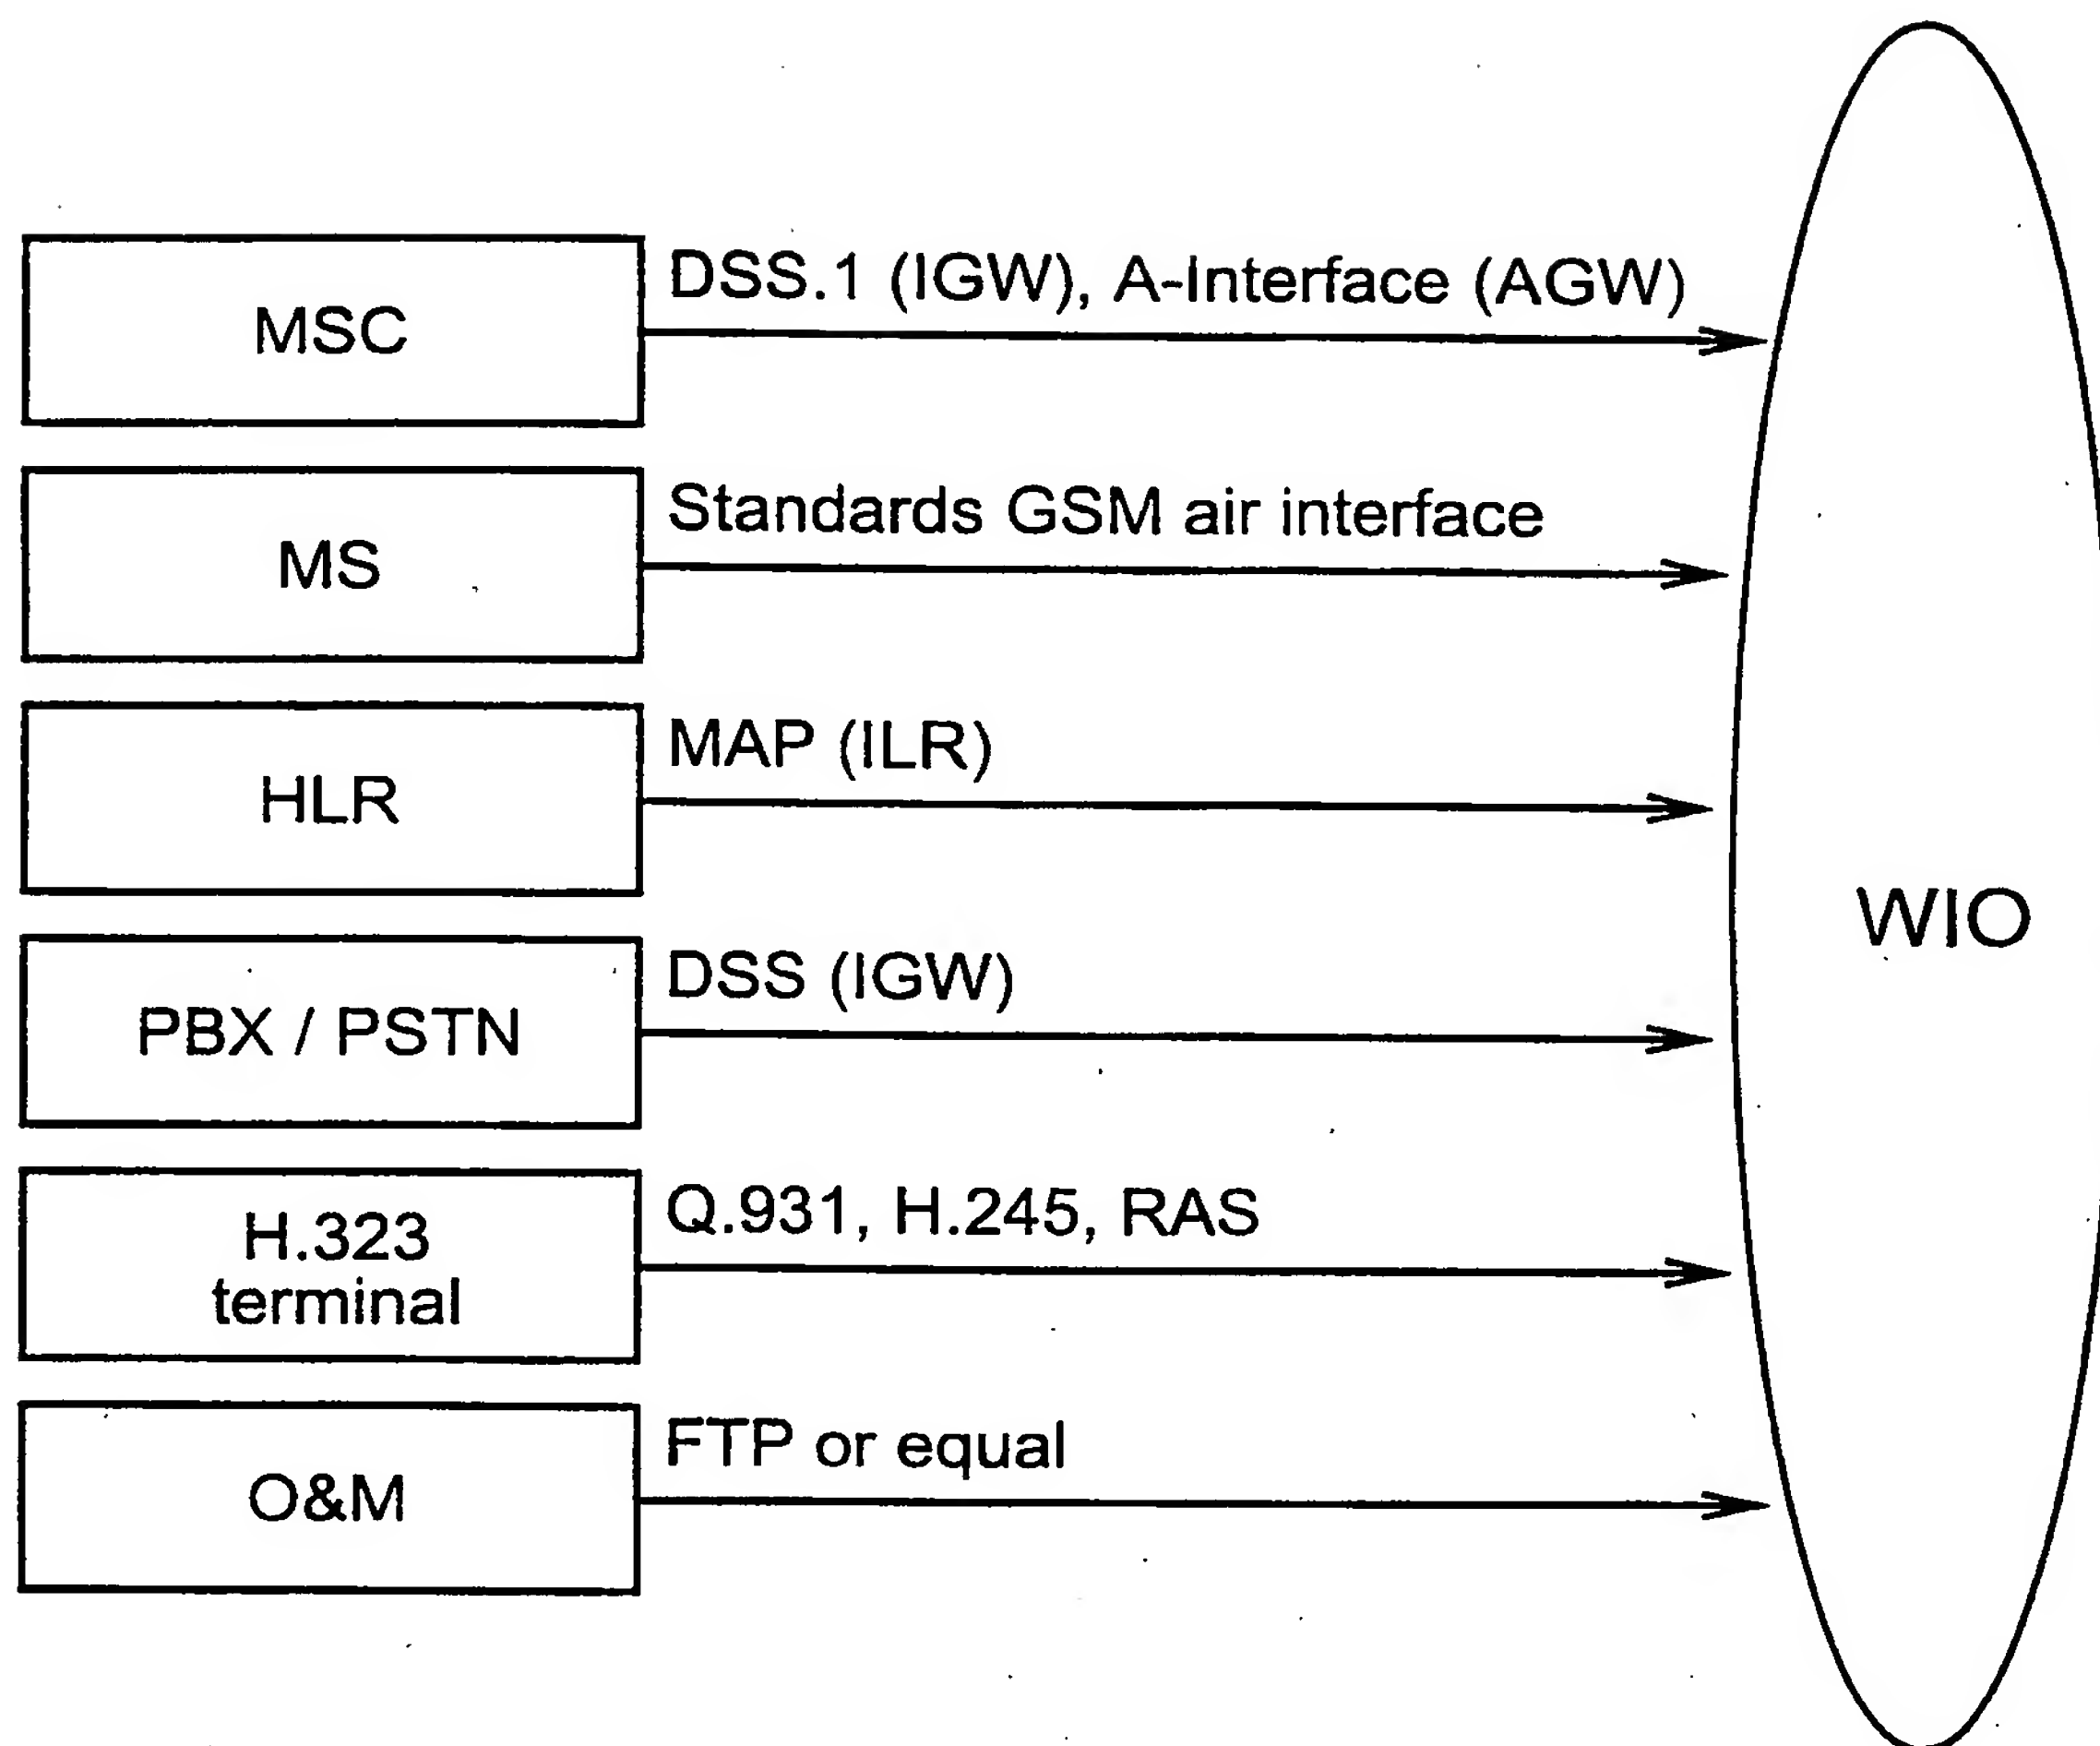 MSC
DSS.1 (IGW), A-Interface (AGW)
MS
Standards GSM air interface
HLR
MAP (ILR)
WIO
PBX / PSTN
DSS (IGW)
H.323
terminal
Q.931, H.245, RAS
O&M
FTP or equal